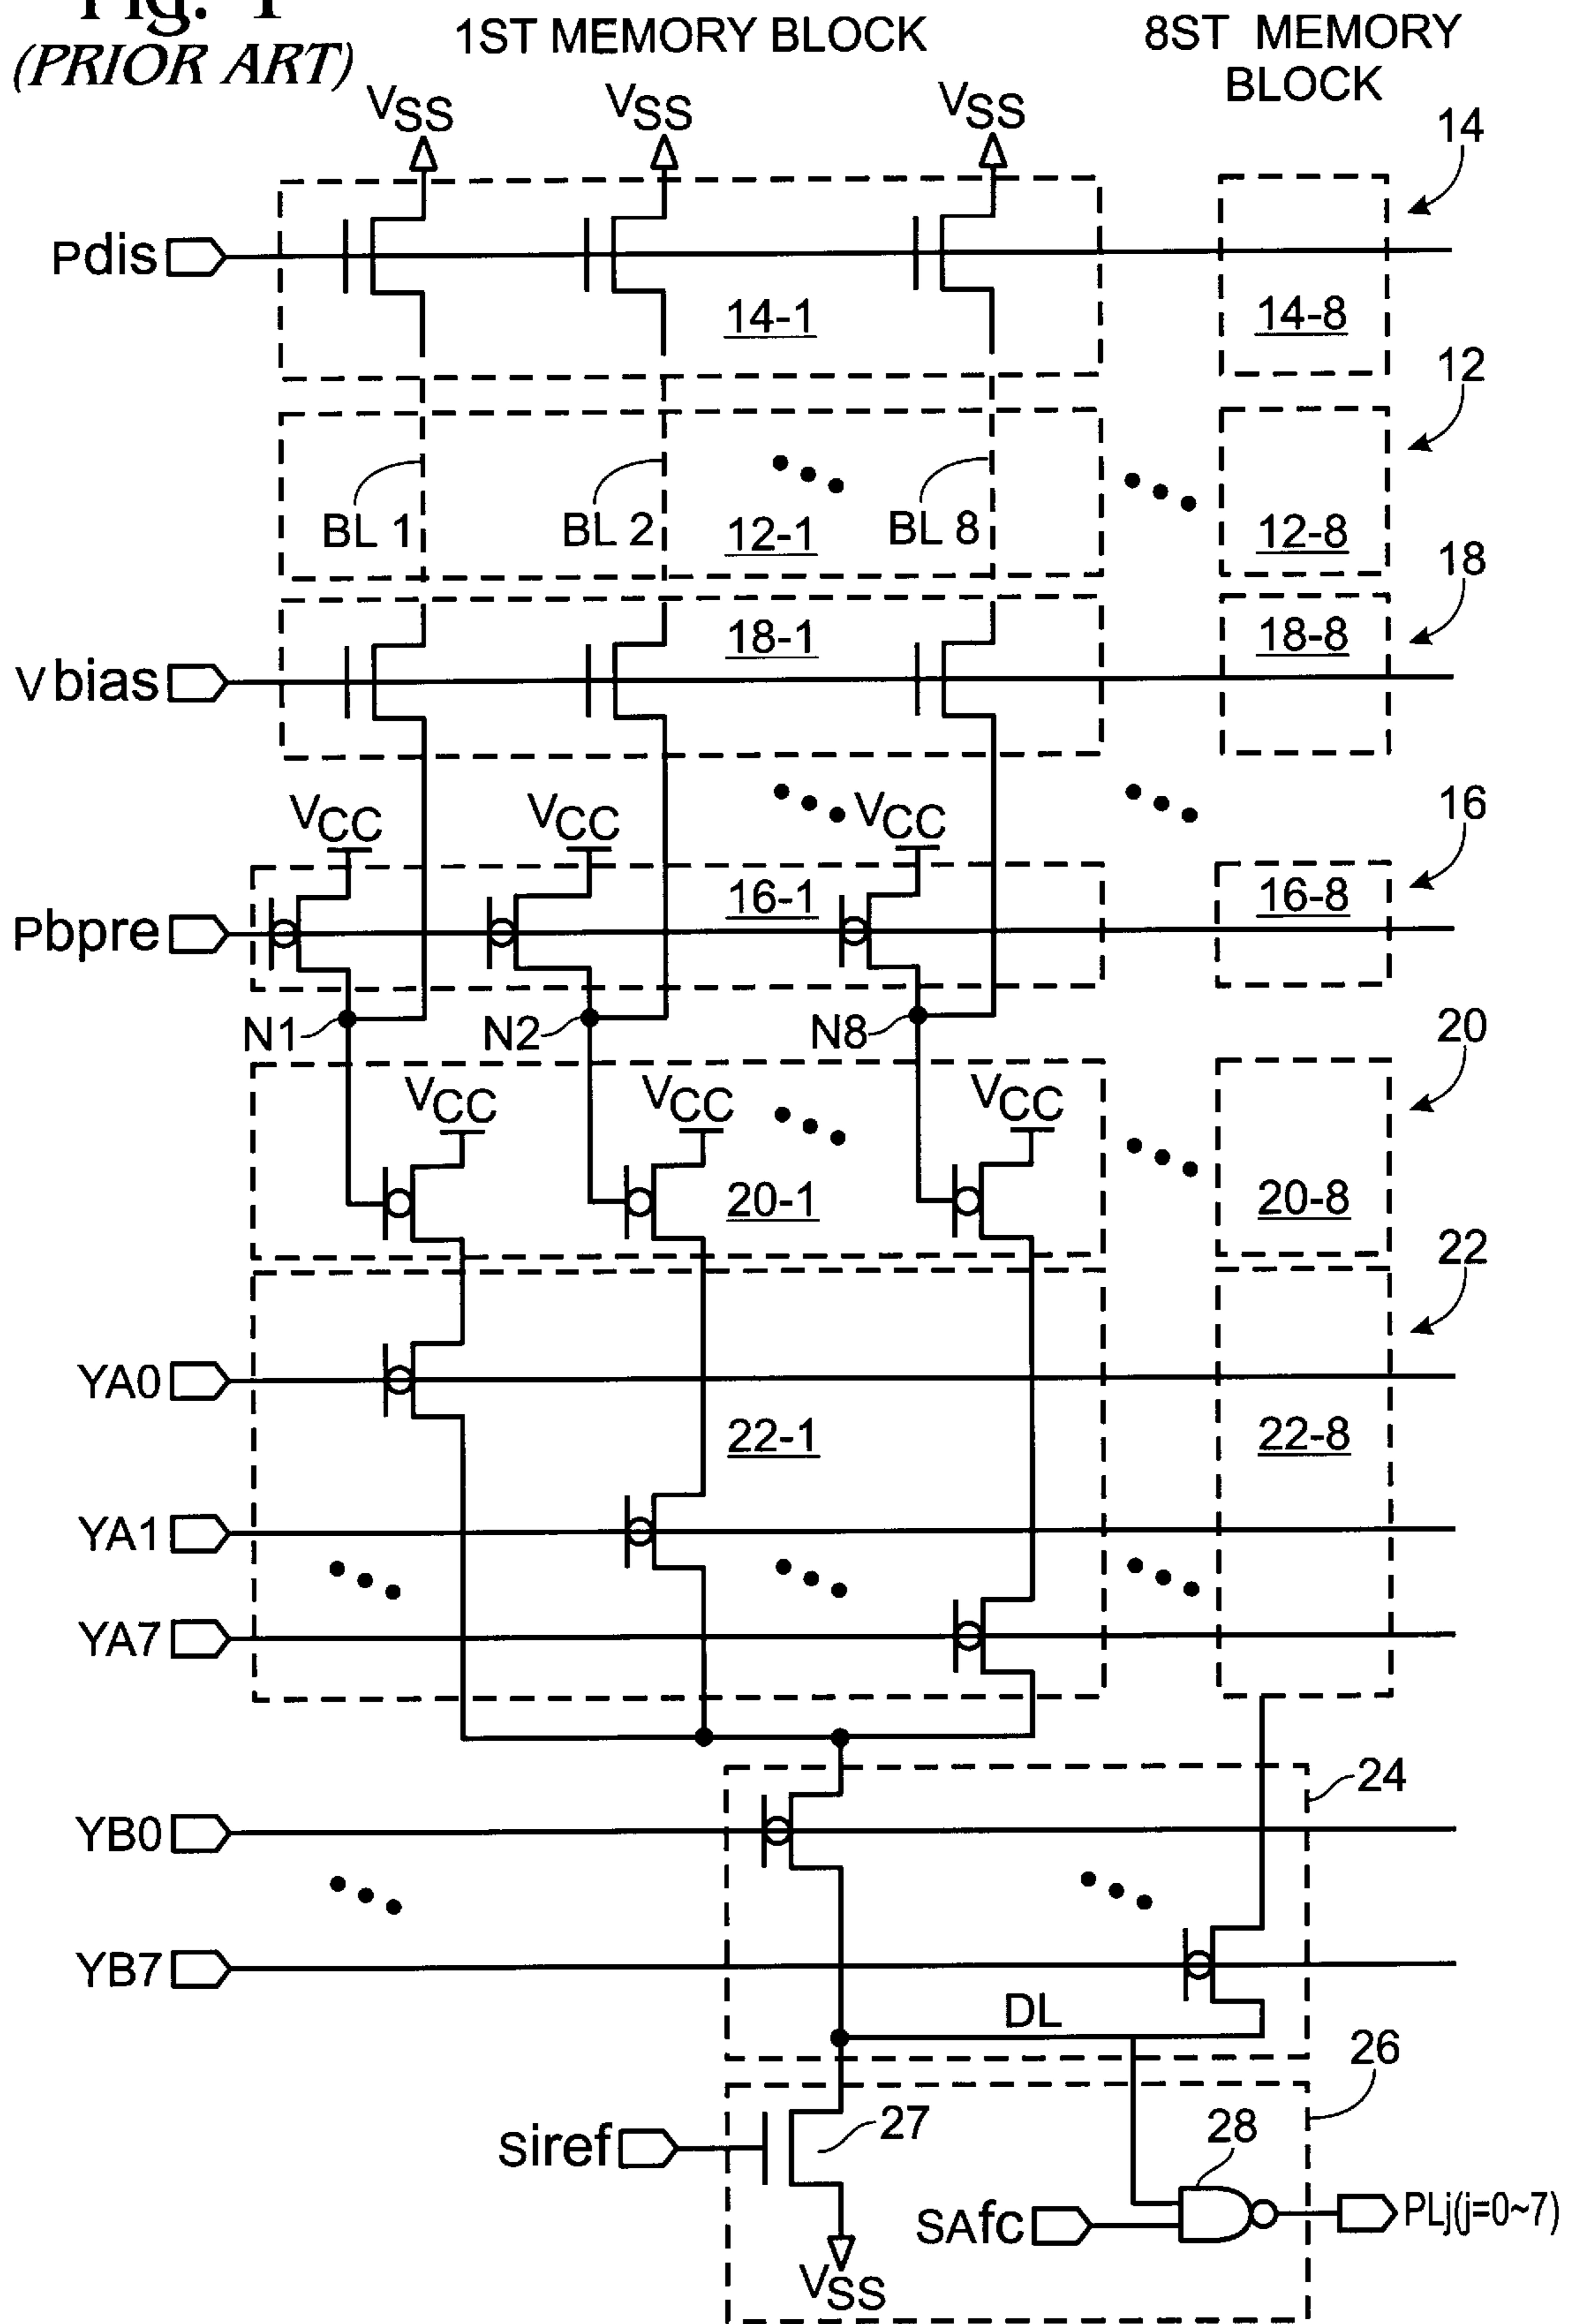 Fig. 1
(PRIOR ART)
1ST MEMORY BLOCK
8ST MEMORY
BLOCK
VSS
VSS
VSS
14
Pdis
14-1
14-8
12
BL 1
BL 2
12-1
BL 8
12-8
18
18-1
18-8
Vbias
VCC
VCC
VCC
16
16-1
16-8
Pbpre
N1
N2
N8
20
VCC
VCC
VCC
20-1
20-8
22
YA0
22-1
22-8
YA1
YA7
24
YB0
YB7
DL
26
27
Siref
28
SAfc
PLj(j=0~7)
VSS